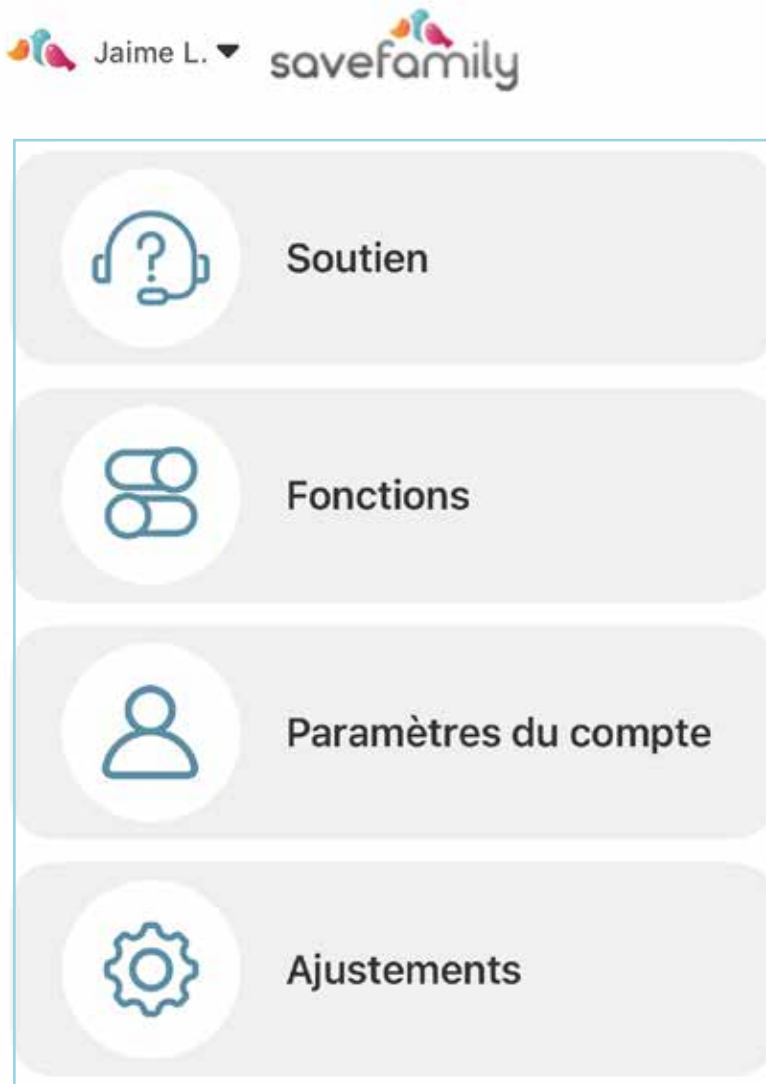 Jaime L. savefamily
Soutien
Fonctions
Paramètres du compte
Ajustements